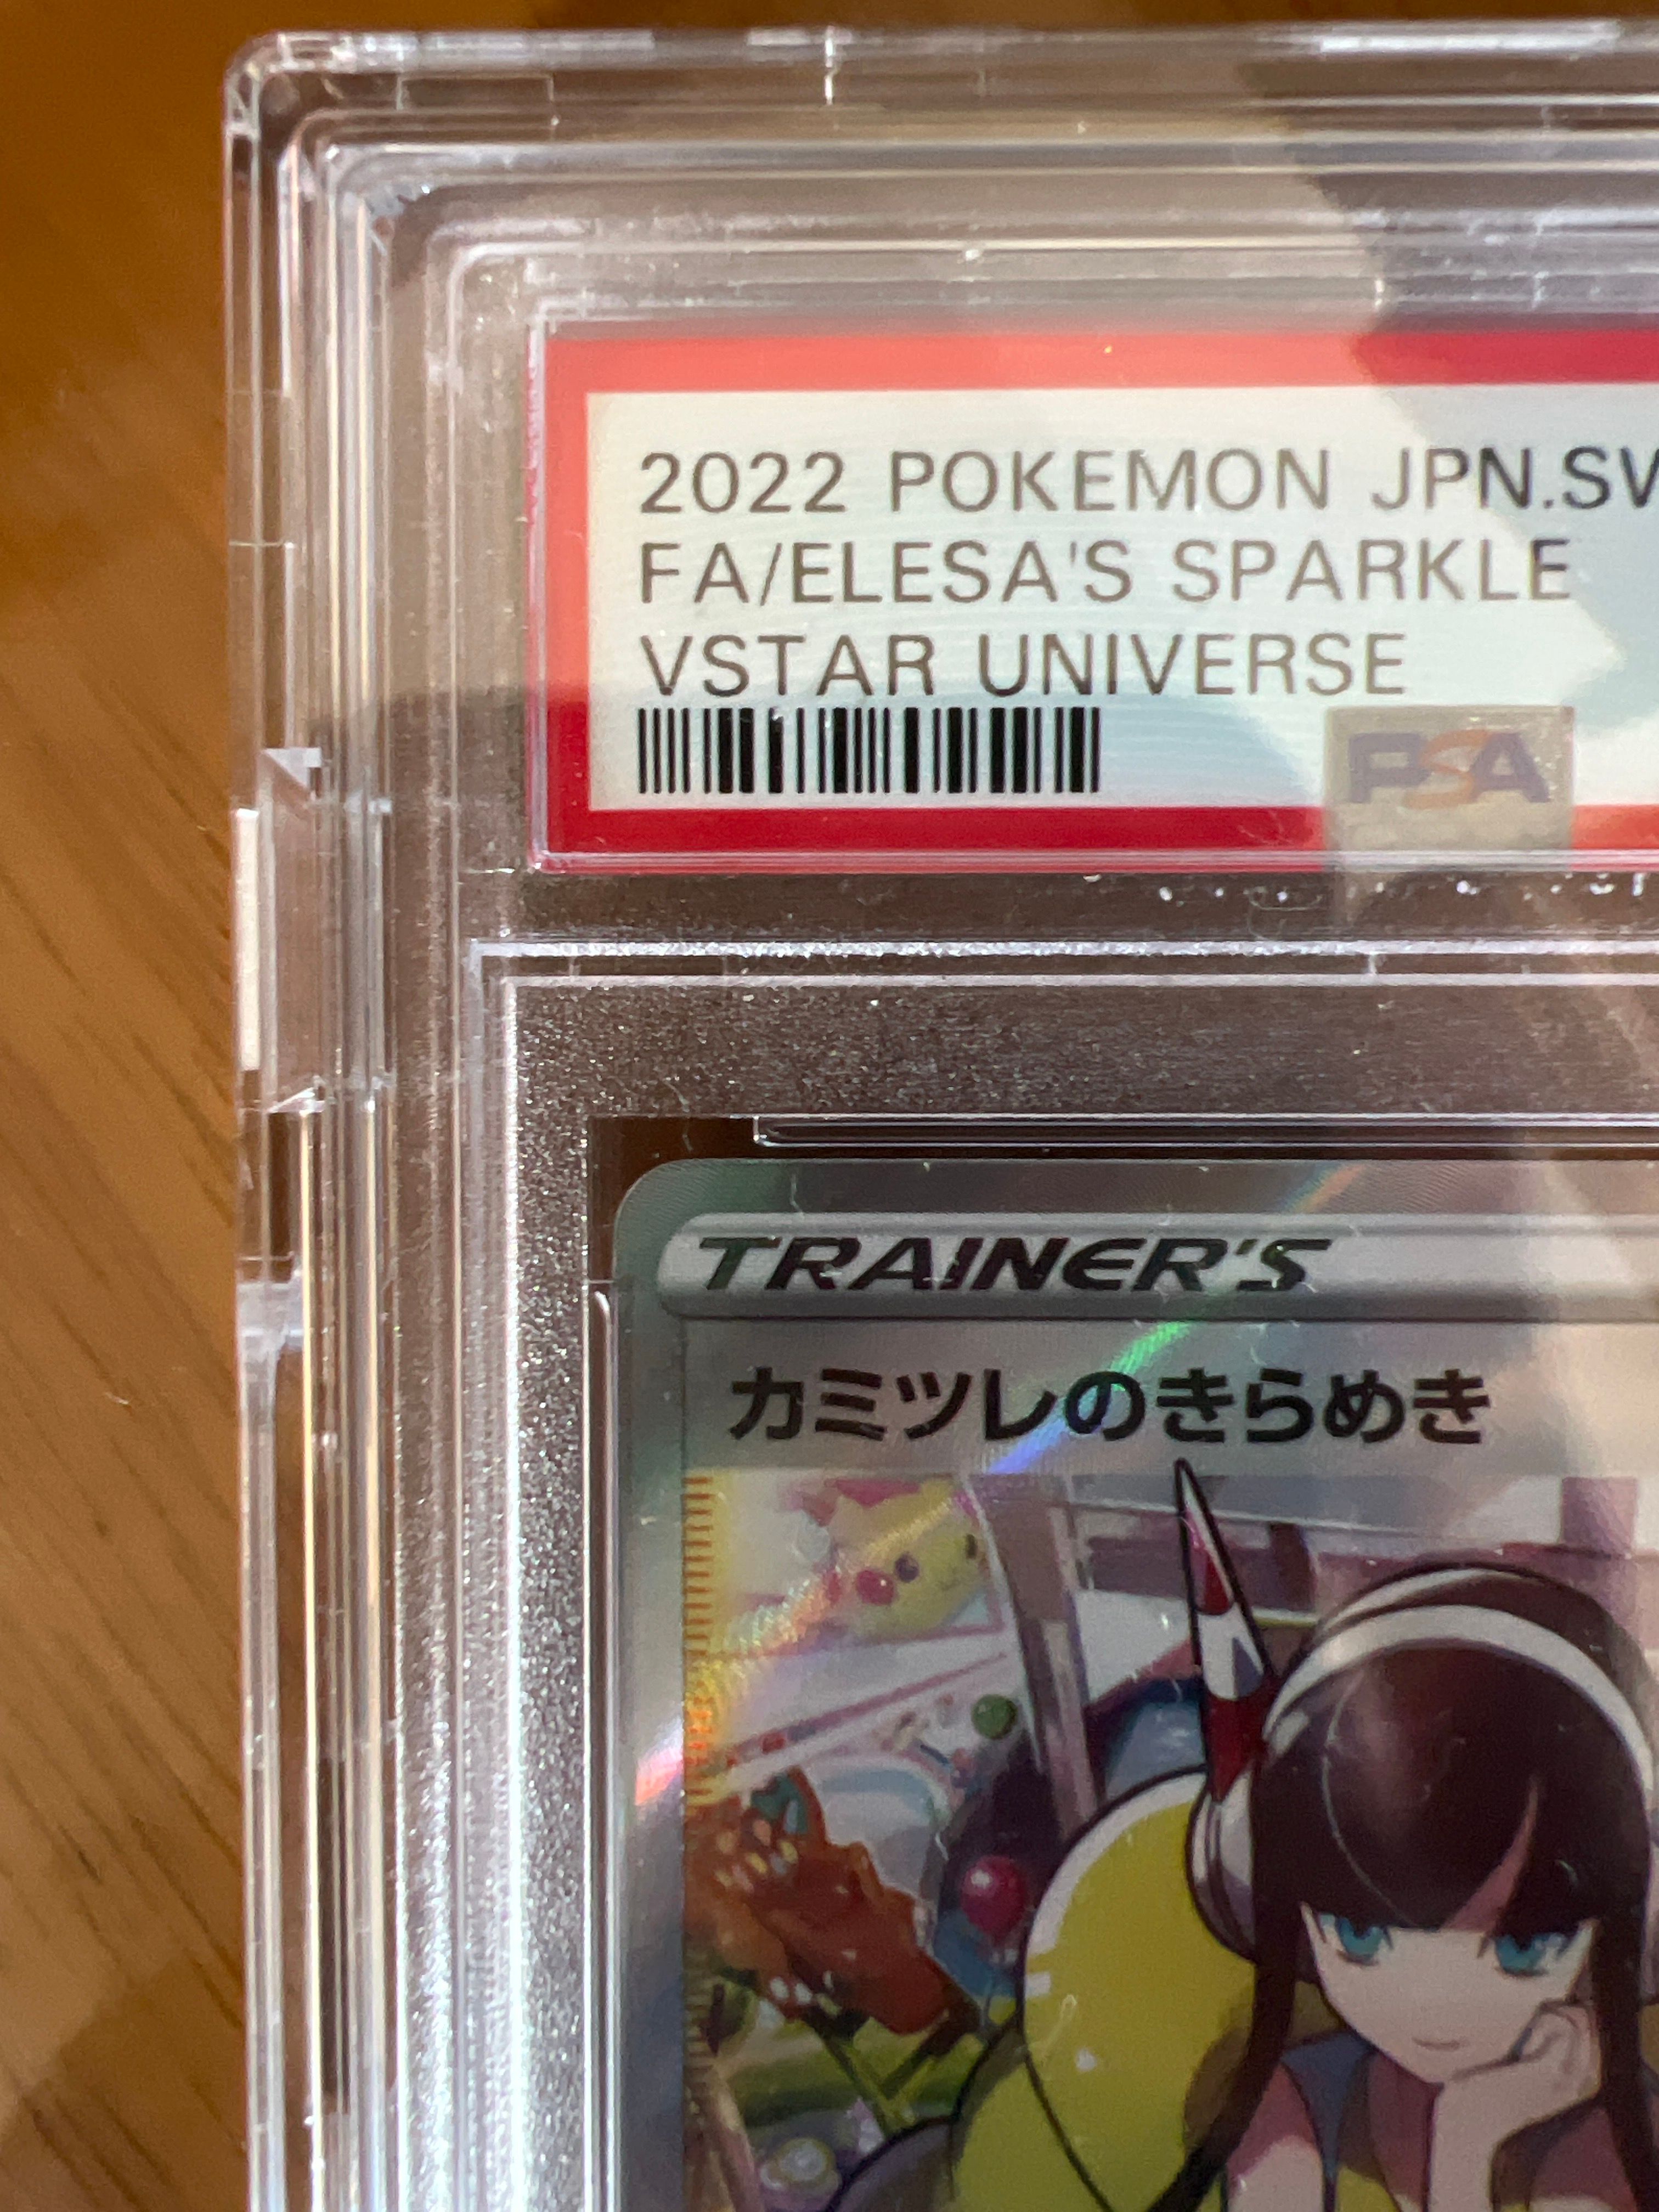 2022 POKEMON JPN.SV
FA/ELESA'S SPARKLE
VSTAR UNIVERSE
PSA
TRAINER'S
カミツレのきらめき